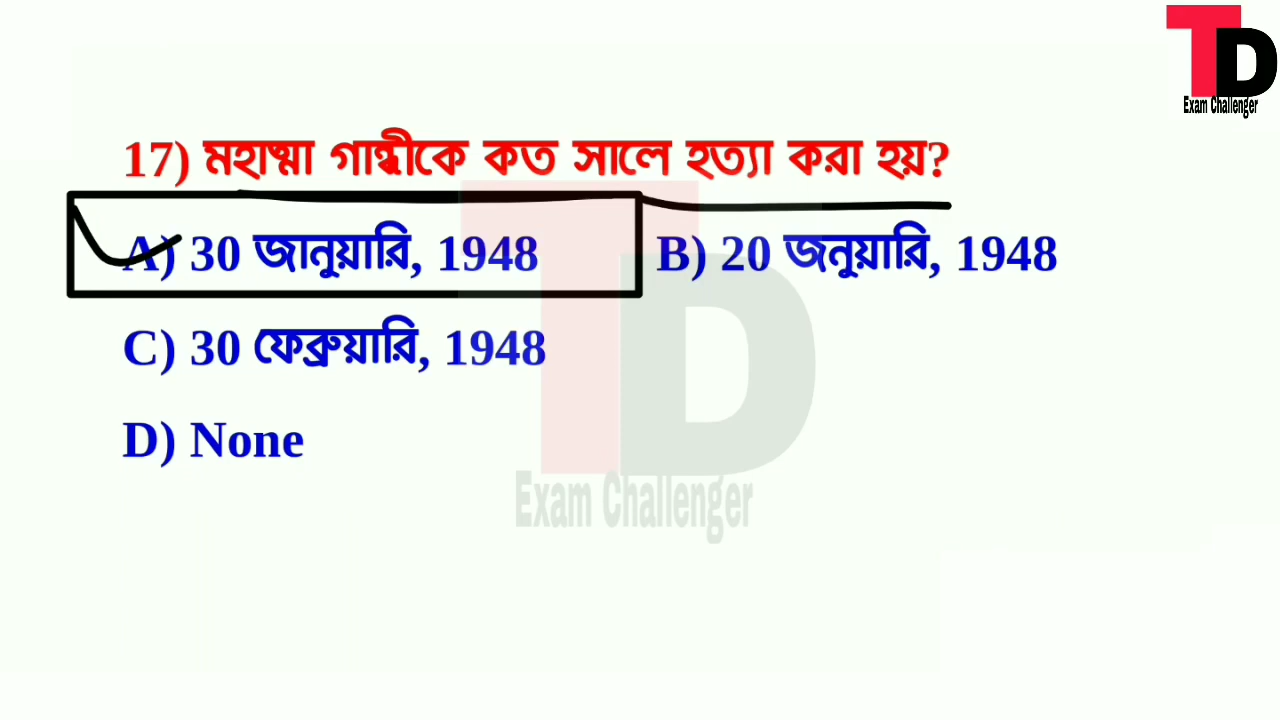 TD
Exam Challenger
17) মহাত্মা গান্ধীকে কত সালে হত্যা করা হয়?
A) 30 জানুয়ারি, 1948 B) 20 জনুয়ারি, 1948
C) 30 ফেব্রুয়ারি, 1948
D) None
TD
Exam Challenger